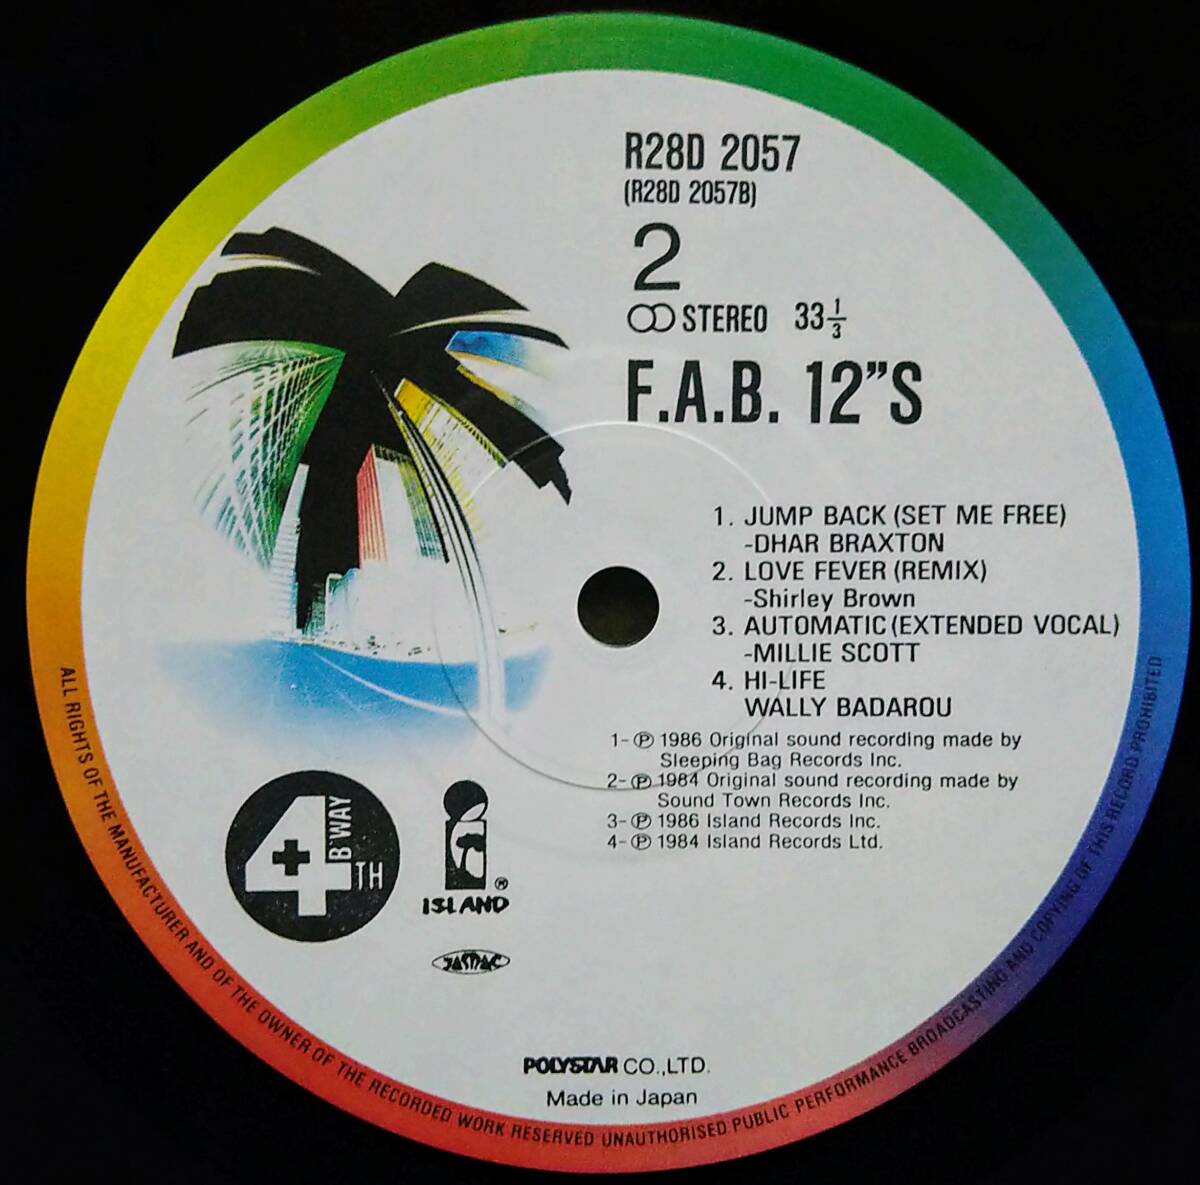 R28D 2057
(R28D 2057B)
2
STEREO 33 1/3
F.A.B. 12"S
1. JUMP BACK (SET ME FREE)
-DHAR BRAXTON
2. LOVE FEVER (REMIX)
-Shirley Brown
3. AUTOMATIC (EXTENDED VOCAL)
-MILLIE SCOTT
4. HI-LIFE
WALLY BADAROU
1-Ⓟ 1986 Original sound recording made by
Sleeping Bag Records Inc.
2-Ⓟ 1984 Original sound recording made by
Sound Town Records Inc.
3-Ⓟ 1986 Island Records Inc.
4-Ⓟ 1984 Island Records Ltd.
4TH B'WAY
ISLAND ®
JASRAC
POLYSTAR CO.,LTD.
Made in Japan
ALL RIGHTS OF THE MANUFACTURER AND OF THE OWNER OF THE RECORDED WORK RESERVED UNAUTHORISED PUBLIC PERFORMANCE BROADCASTING AND COPYING OF THIS RECORD PROHIBITED